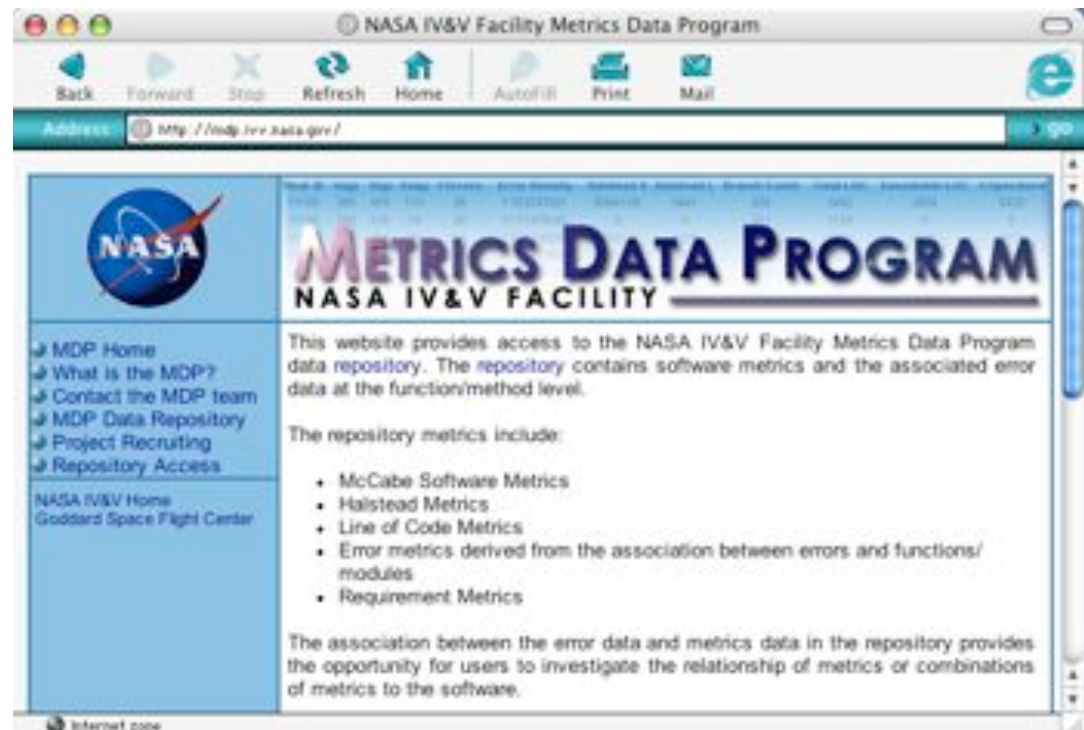 NASA IV&V Facility Metrics Data Program
Back Forward Stop Refresh Home AutoFill Print Mail
Address http://mdp.ivv.nasa.gov/ go
NASA
METRICS DATA PROGRAM
NASA IV&V FACILITY
MDP Home
What is the MDP?
Contact the MDP team
MDP Data Repository
Project Recruiting
Repository Access
NASA IV&V Home
Goddard Space Flight Center
This website provides access to the NASA IV&V Facility Metrics Data Program
data repository. The repository contains software metrics and the associated error
data at the function/method level.
The repository metrics include:
• McCabe Software Metrics
• Halstead Metrics
• Line of Code Metrics
• Error metrics derived from the association between errors and functions/
modules
• Requirement Metrics
The association between the error data and metrics data in the repository provides
the opportunity for users to investigate the relationship of metrics or combinations
of metrics to the software.
Internet zone